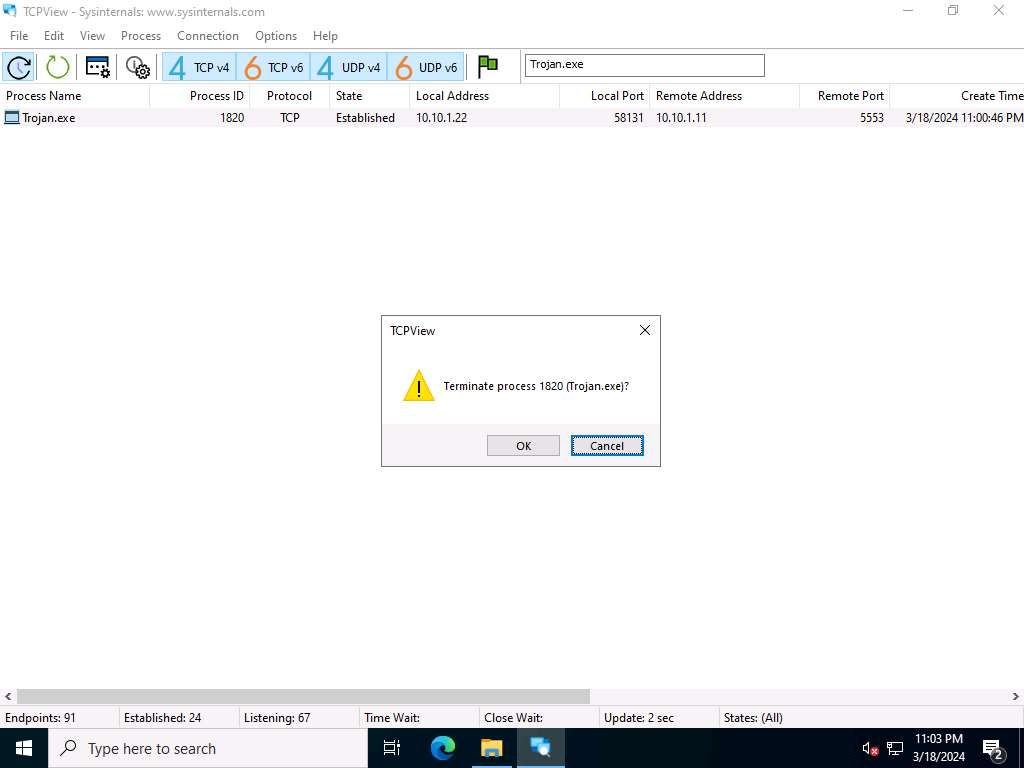 TCPView - Sysinternals: www.sysinternals.com
File Edit View Process Connection Options Help
4 TCP v4 6 TCP v6 4 UDP v4 6 UDP v6 Trojan.exe
Process Name Process ID Protocol State Local Address Local Port Remote Address Remote Port Create Time
Trojan.exe 1820 TCP Established 10.10.1.22 58131 10.10.1.11 5553 3/18/2024 11:00:46 PM
TCPView
Terminate process 1820 (Trojan.exe)?
OK Cancel
Endpoints: 91 Established: 24 Listening: 67 Time Wait: Close Wait: Update: 2 sec States: (All)
Type here to search
11:03 PM
3/18/2024
2